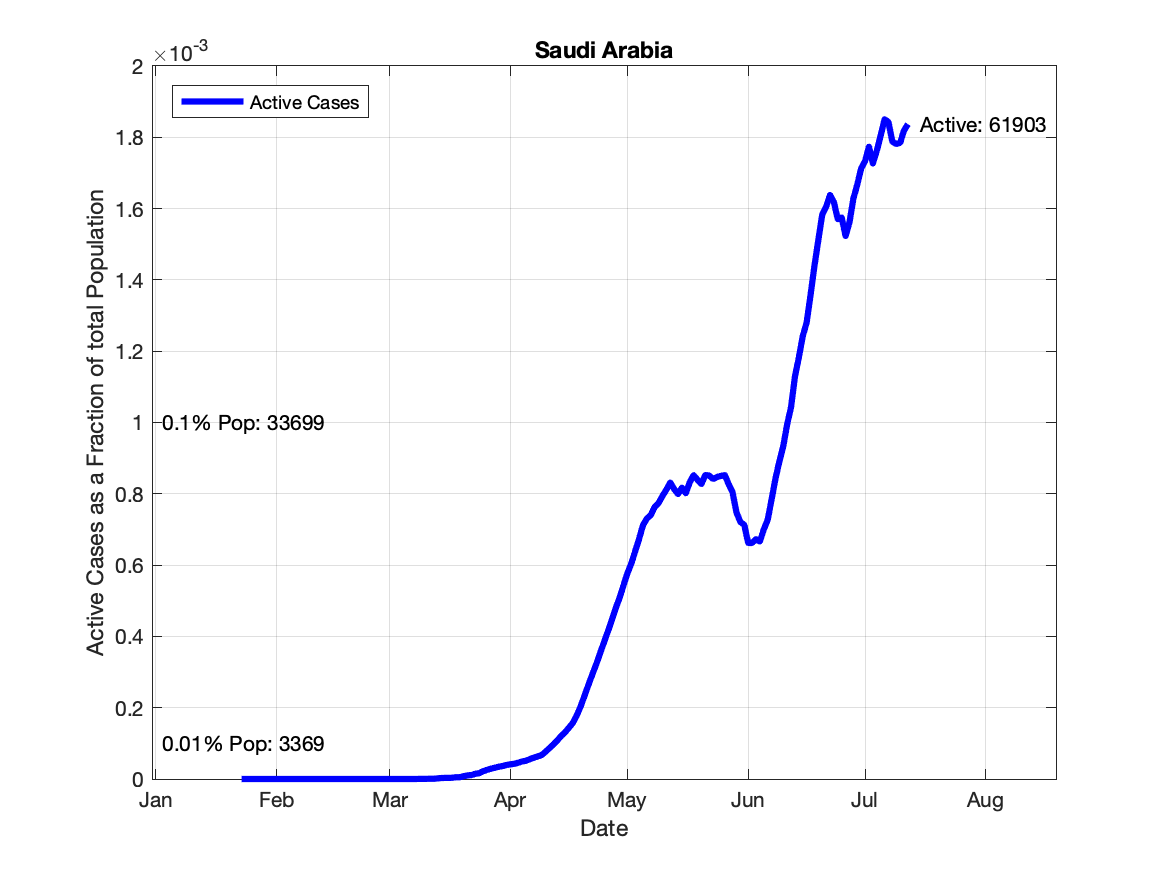 Saudi Arabia
×10⁻³
Active Cases
Active: 61903
2
1.8
1.6
1.4
1.2
1
0.8
0.6
0.4
0.2
0
0.1% Pop: 33699
0.01% Pop: 3369
Active Cases as a Fraction of total Population
Jan Feb Mar Apr May Jun Jul Aug
Date